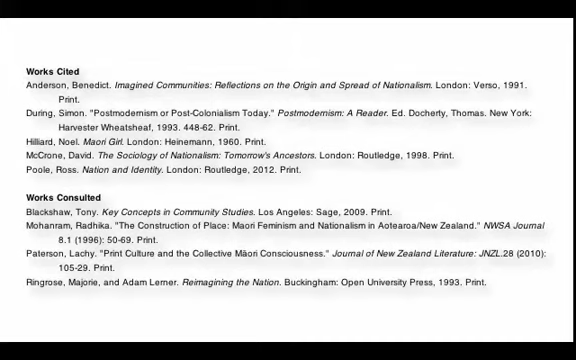 Works Cited
Anderson, Benedict. Imagined Communities: Reflections on the Origin and Spread of Nationalism. London: Verso, 1991.
Print.
During, Simon. "Postmodernism or Post-Colonialism Today." Postmodernism: A Reader. Ed. Docherty, Thomas. New York:
Harvester Wheatsheaf, 1993. 448-62. Print.
Hilliard, Noel. Maori Girl. London: Heinemann, 1960. Print.
McCrone, David. The Sociology of Nationalism: Tomorrow's Ancestors. London: Routledge, 1998. Print.
Poole, Ross. Nation and Identity. London: Routledge, 2012. Print.
Works Consulted
Blackshaw, Tony. Key Concepts in Community Studies. Los Angeles: Sage, 2009. Print.
Mohanram, Radhika. "The Construction of Place: Maori Feminism and Nationalism in Aotearoa/New Zealand." NWSA Journal
8.1 (1996): 50-69. Print.
Paterson, Lachy. "Print Culture and the Collective Māori Consciousness." Journal of New Zealand Literature: JNZL.28 (2010):
105-29. Print.
Ringrose, Majorie, and Adam Lerner. Reimagining the Nation. Buckingham: Open University Press, 1993. Print.